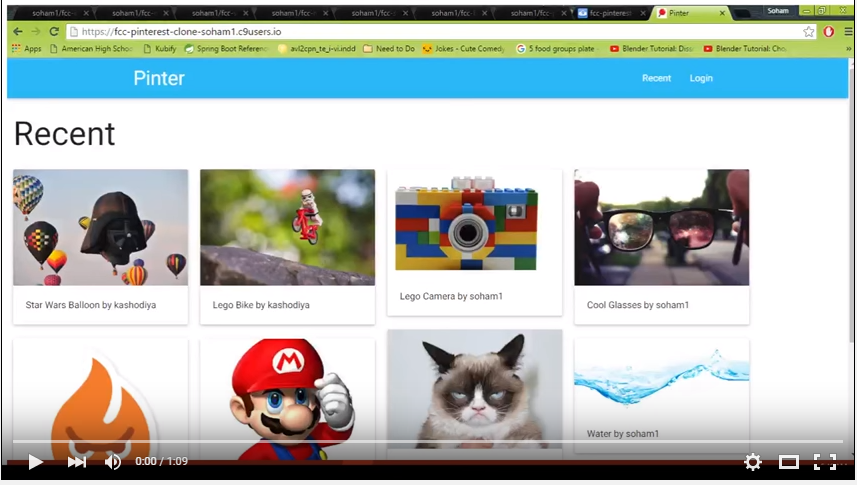 soham1/fcc- soham1/fcc- soham1/fcc- soham1/fcc- soham1/fcc- soham1/fcc- soham1/fcc- fcc-pinterest Pinter Soham
https://fcc-pinterest-clone-soham1.c9users.io
Apps American High Schoo Kubify Spring Boot Referenc avl2cpn_te_i-vi.indd Need to Do Jokes - Cute Comedy 5 food groups plate - Blender Tutorial: Disc Blender Tutorial: Cho
Pinter Recent Login
Recent
Star Wars Balloon by kashodiya
Lego Bike by kashodiya
Lego Camera by soham1
Cool Glasses by soham1
M
Water by soham1
0:00 / 1:09